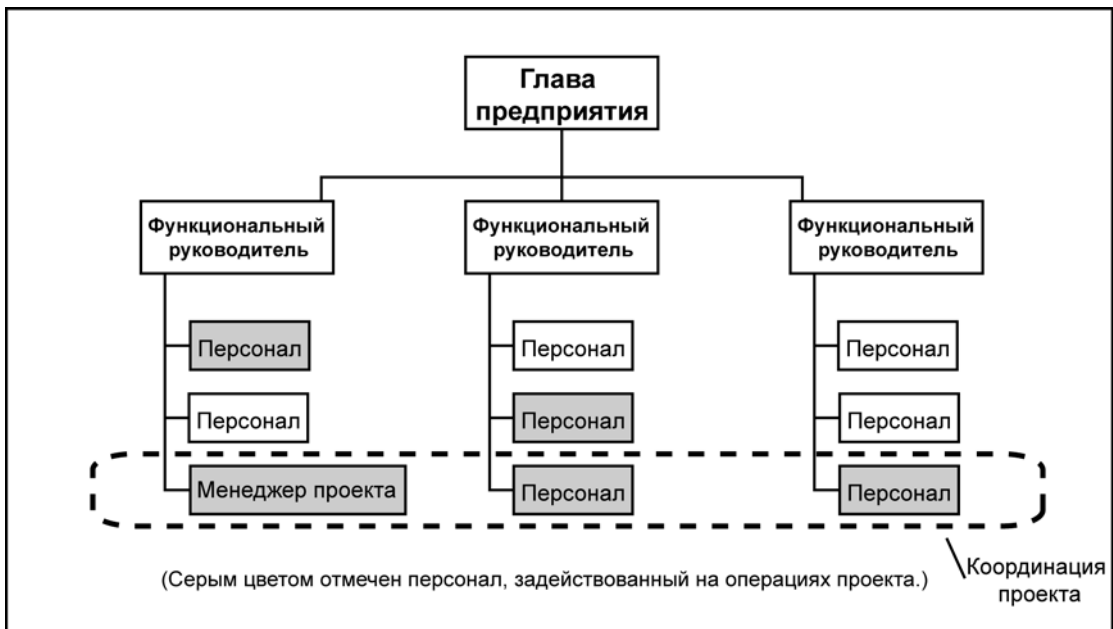 Глава
предприятия
Функциональный
руководитель
Функциональный
руководитель
Функциональный
руководитель
Персонал
Персонал
Персонал
Персонал
Персонал
Персонал
Менеджер проекта
Персонал
Персонал
(Серым цветом отмечен персонал, задействованный на операциях проекта.)
Координация
проекта